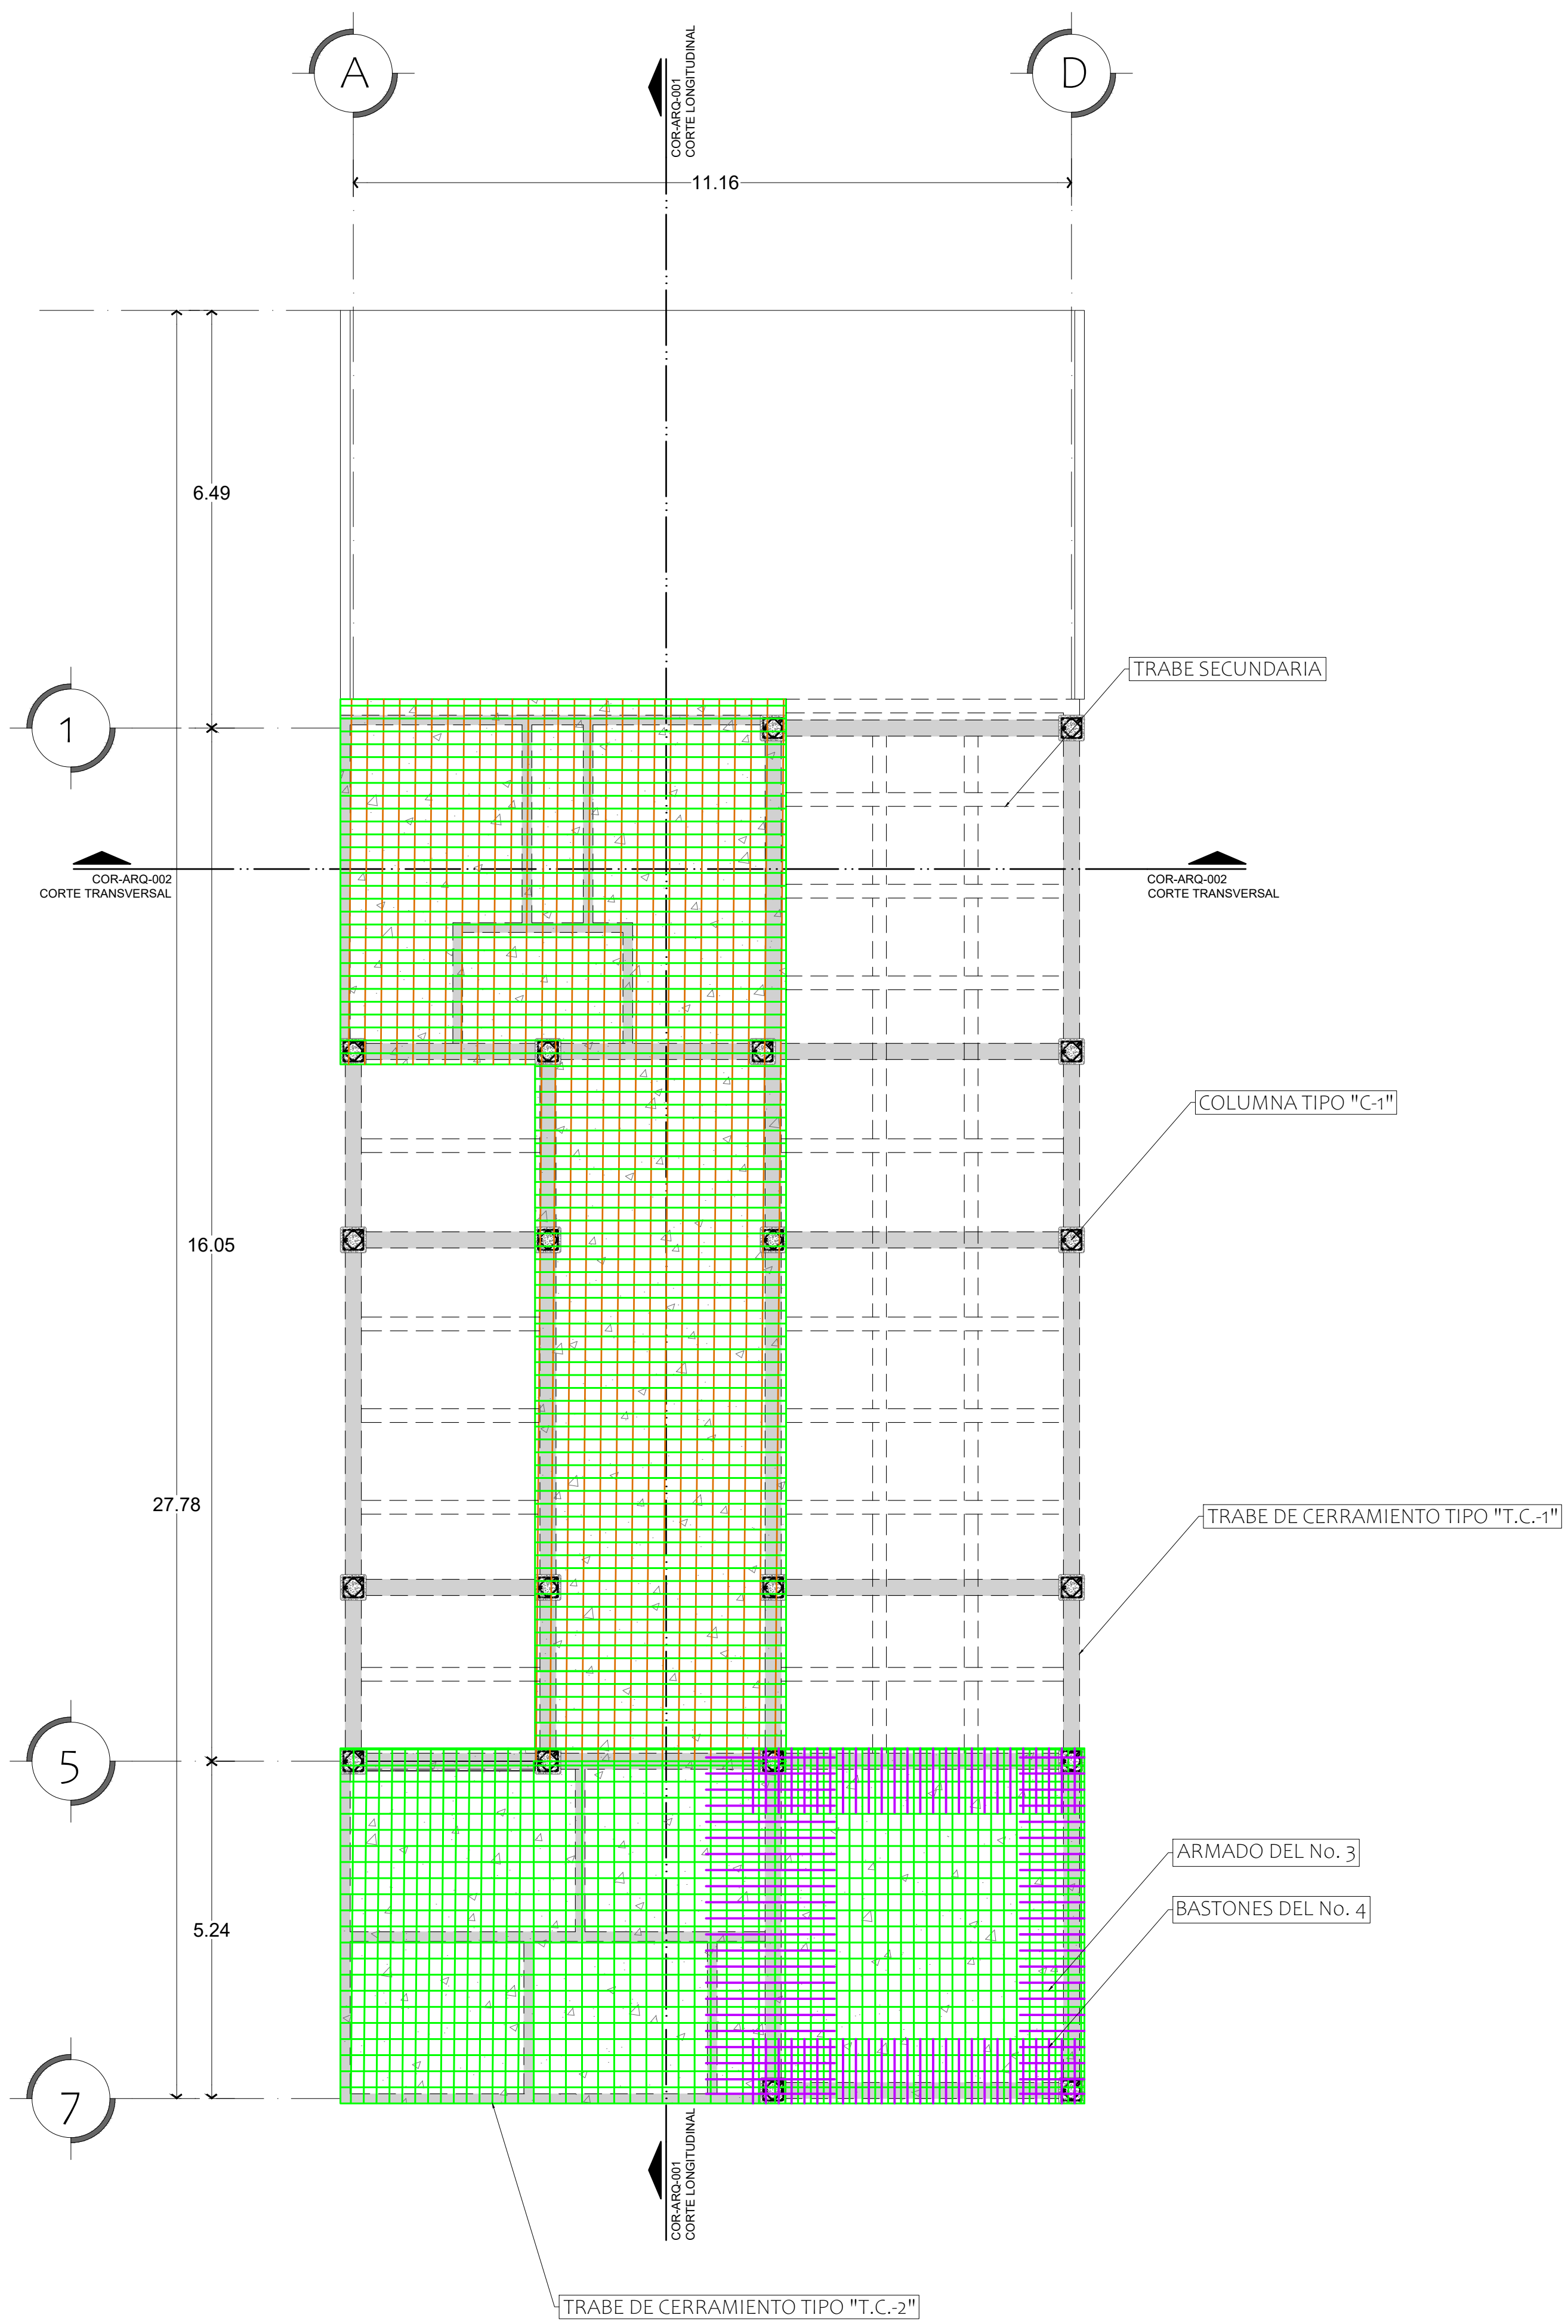 A
D
COR-ARQ-001
CORTE LONGITUDINAL
11.16
6.49
TRABE SECUNDARIA
1
COR-ARQ-002
CORTE TRANSVERSAL
COR-ARQ-002
CORTE TRANSVERSAL
COLUMNA TIPO "C-1"
16.05
27.78
TRABE DE CERRAMIENTO TIPO "T.C.-1"
5
ARMADO DEL No. 3
BASTONES DEL No. 4
5.24
7
COR-ARQ-001
CORTE LONGITUDINAL
TRABE DE CERRAMIENTO TIPO "T.C.-2"